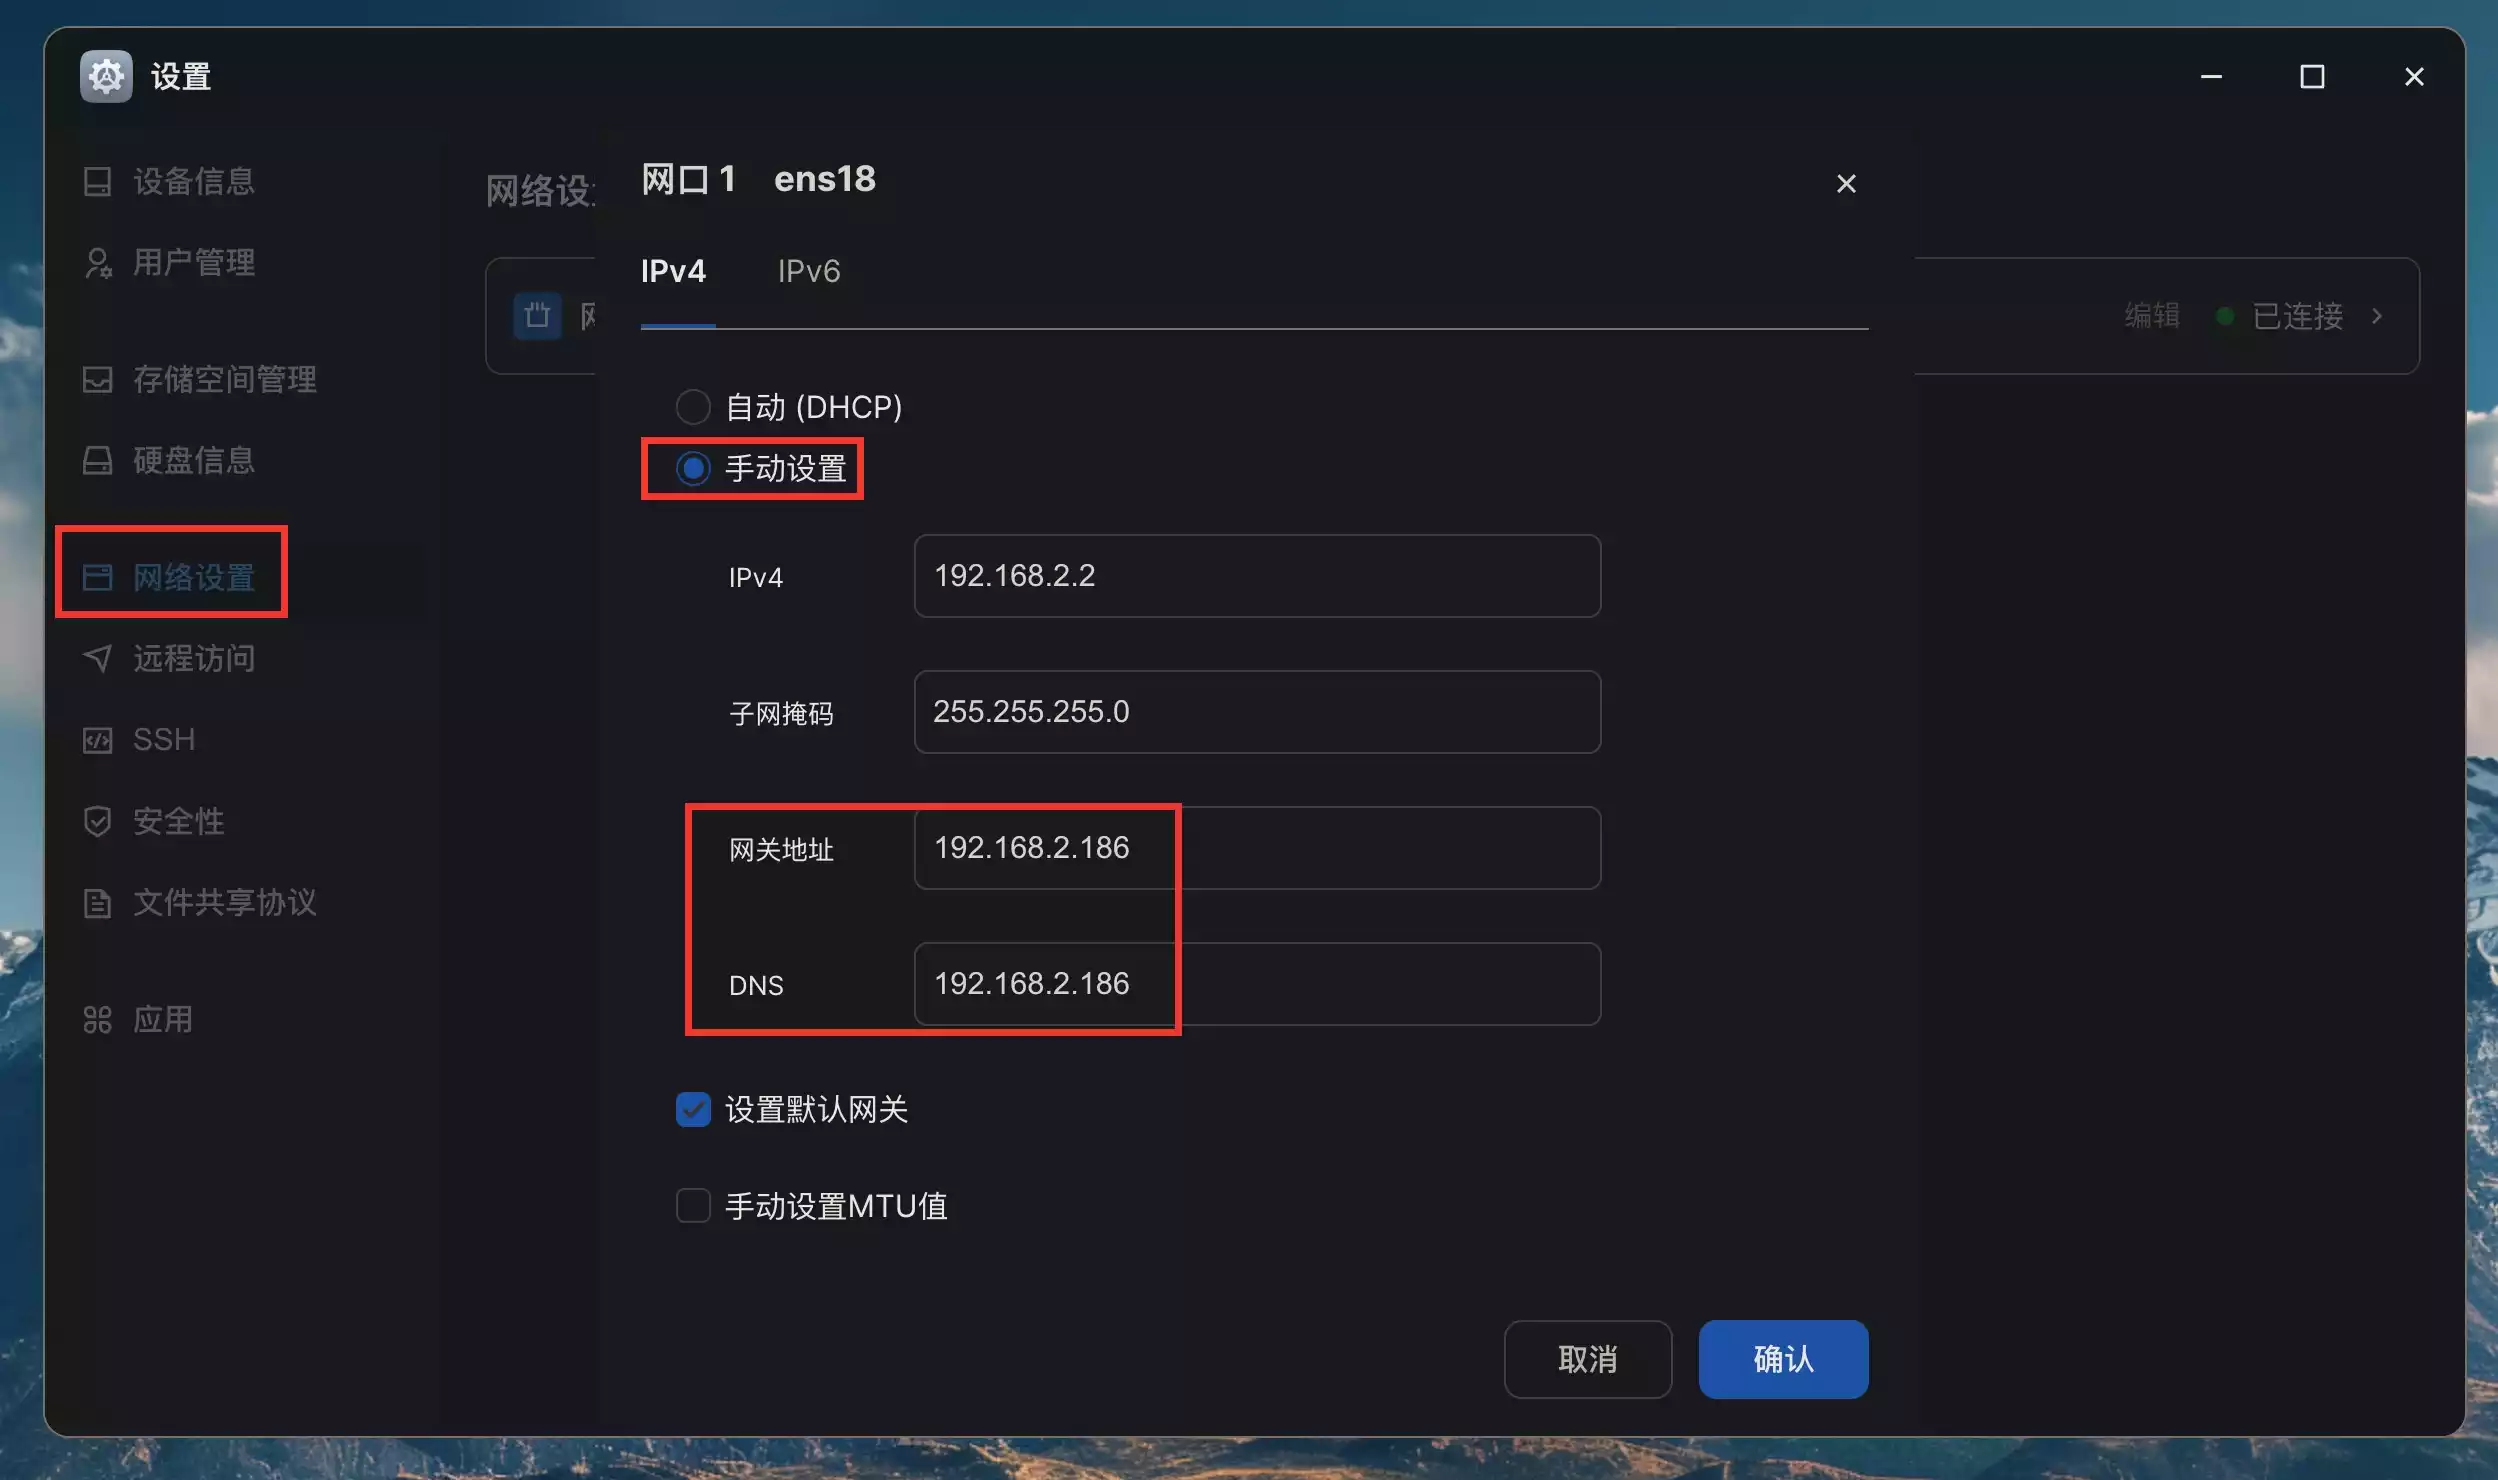 设置
设备信息
用户管理
存储空间管理
硬盘信息
网络设置
远程访问
SSH
安全性
文件共享协议
应用
网络设
编辑
已连接
网口 1 ens18
IPv4 IPv6
自动 (DHCP)
手动设置
IPv4 192.168.2.2
子网掩码 255.255.255.0
网关地址 192.168.2.186
DNS 192.168.2.186
设置默认网关
手动设置MTU值
取消 确认